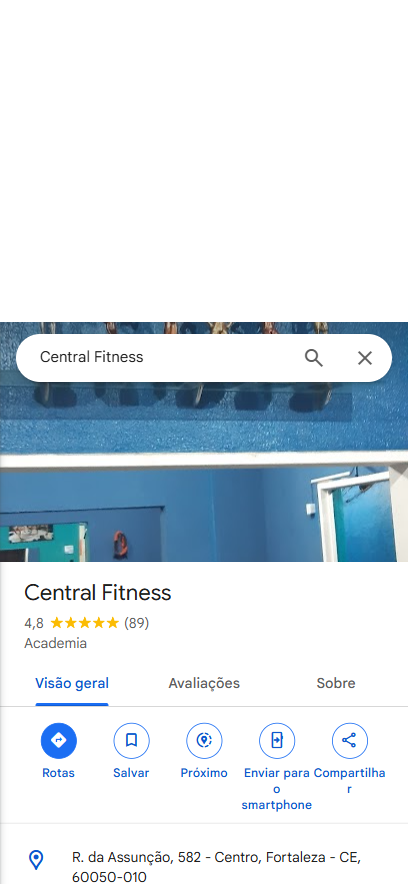 Central Fitness
Central Fitness
4,8 (89)
Academia
Visão geral Avaliações Sobre
Rotas Salvar Próximo Enviar para o smartphone Compartilhar
R. da Assunção, 582 - Centro, Fortaleza - CE,
60050-010